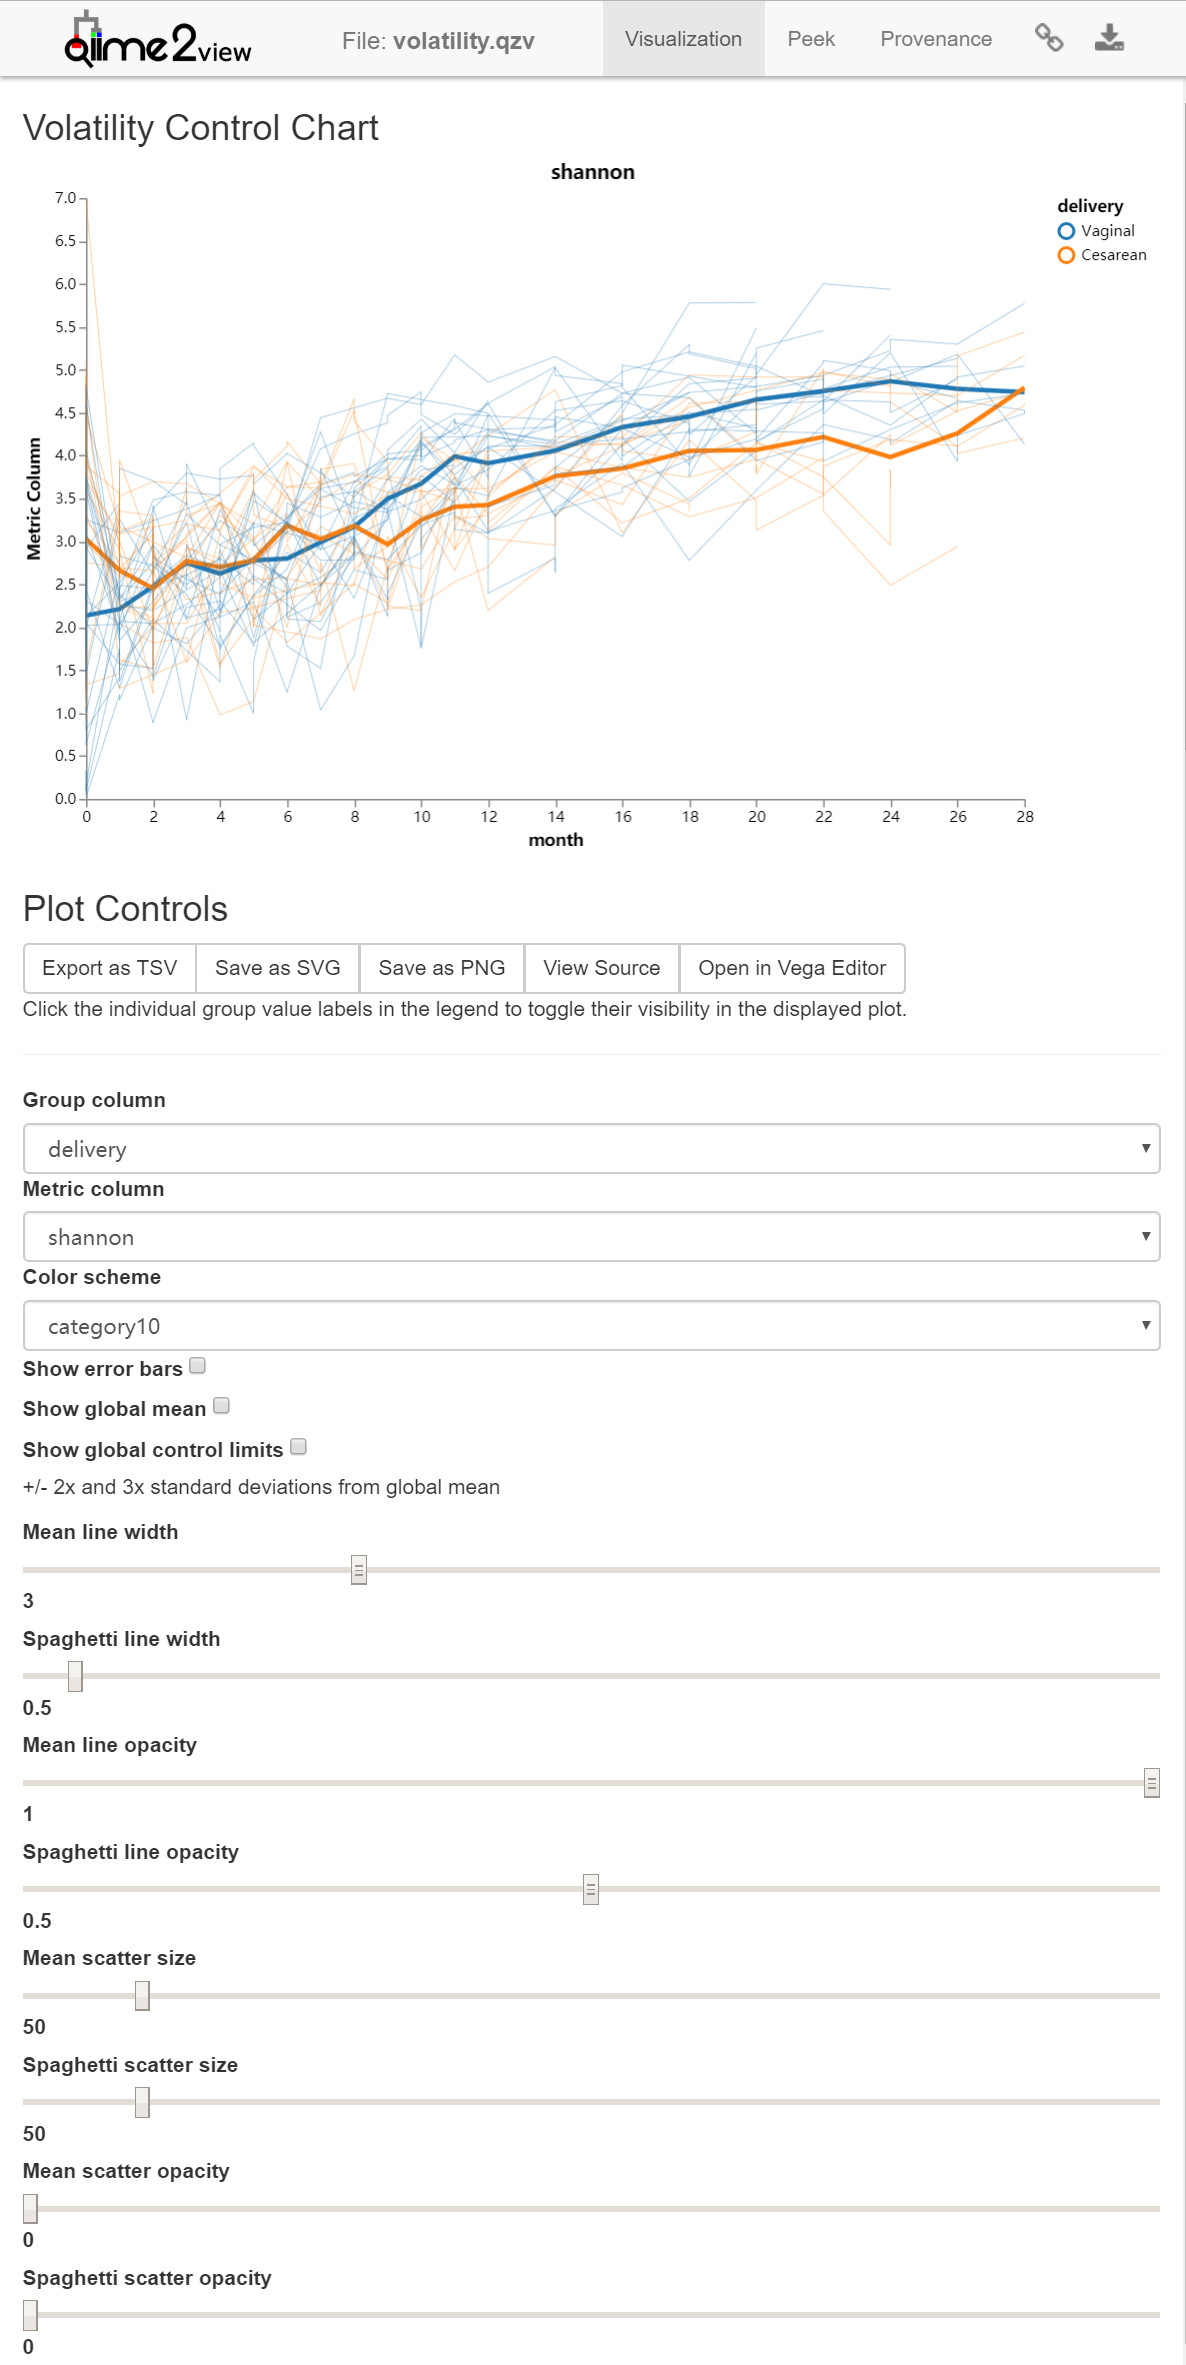 qiime2view File: volatility.qzv Visualization Peek Provenance
Volatility Control Chart
shannon
delivery
Vaginal
Cesarean
7.0
6.5
6.0
5.5
5.0
4.5
4.0
3.5
3.0
2.5
2.0
1.5
1.0
0.5
0.0
Metric Column
0 2 4 6 8 10 12 14 16 18 20 22 24 26 28
month
Plot Controls
Export as TSV Save as SVG Save as PNG View Source Open in Vega Editor
Click the individual group value labels in the legend to toggle their visibility in the displayed plot.
Group column
delivery
Metric column
shannon
Color scheme
category10
Show error bars
Show global mean
Show global control limits
+/- 2x and 3x standard deviations from global mean
Mean line width
3
Spaghetti line width
0.5
Mean line opacity
1
Spaghetti line opacity
0.5
Mean scatter size
50
Spaghetti scatter size
50
Mean scatter opacity
0
Spaghetti scatter opacity
0